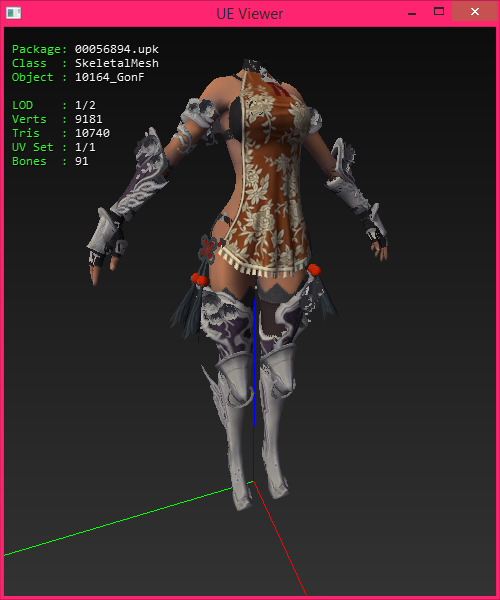 UE Viewer
Package: 00056894.upk
Class : SkeletalMesh
Object : 10164_GonF
LOD : 1/2
Verts : 9181
Tris : 10740
UV Set : 1/1
Bones : 91